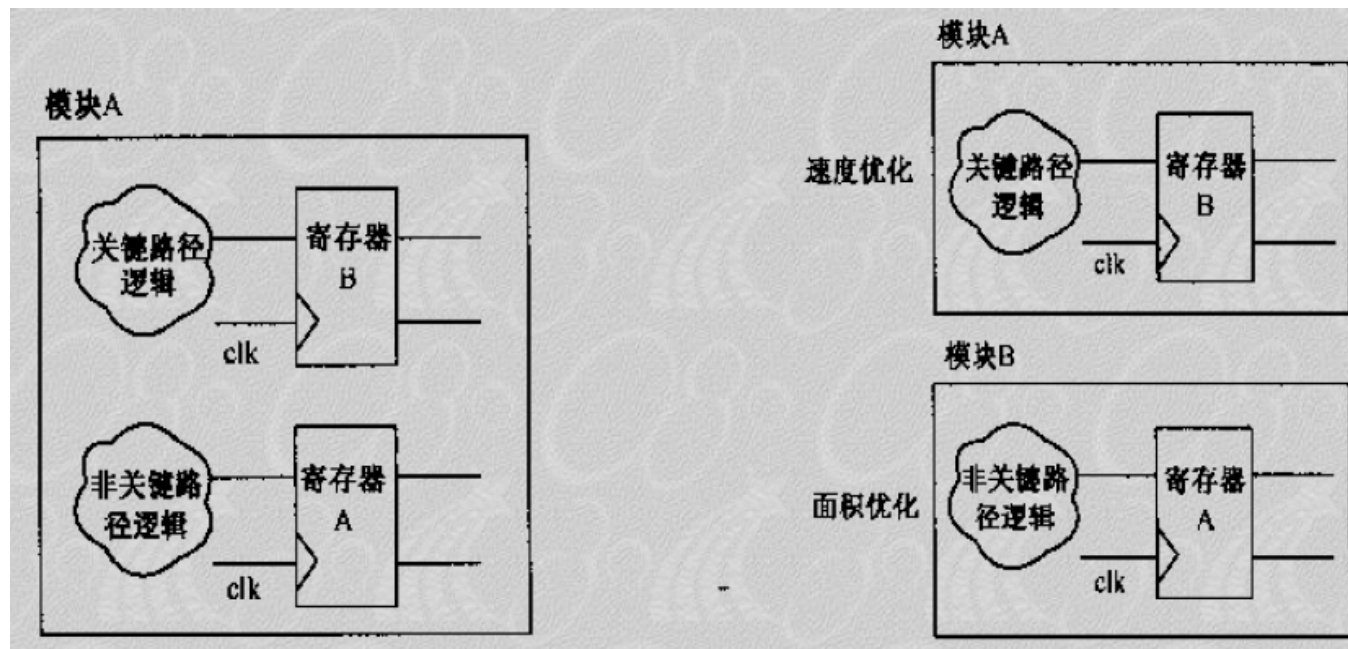 模块A
关键路径
逻辑
寄存器
B
clk
非关键路
径逻辑
寄存器
A
clk
模块A
速度优化
关键路径
逻辑
寄存器
B
clk
模块B
面积优化
非关键路
径逻辑
寄存器
A
clk